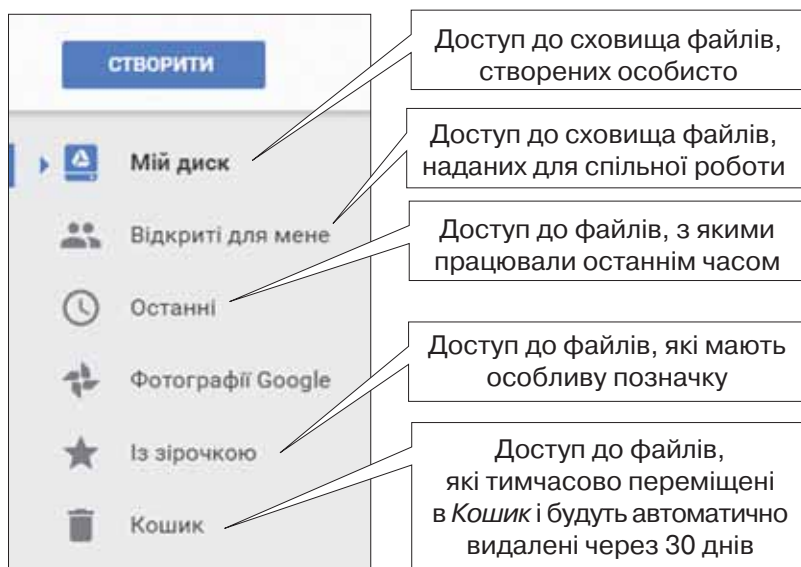 СТВОРИТИ
Мій диск
Відкриті для мене
Останні
Фотографії Google
Із зірочкою
Кошик
Доступ до сховища файлів,
створених особисто
Доступ до сховища файлів,
наданих для спільної роботи
Доступ до файлів, з якими
працювали останнім часом
Доступ до файлів, які мають
особливу позначку
Доступ до файлів,
які тимчасово переміщені
в Кошик і будуть автоматично
видалені через 30 днів